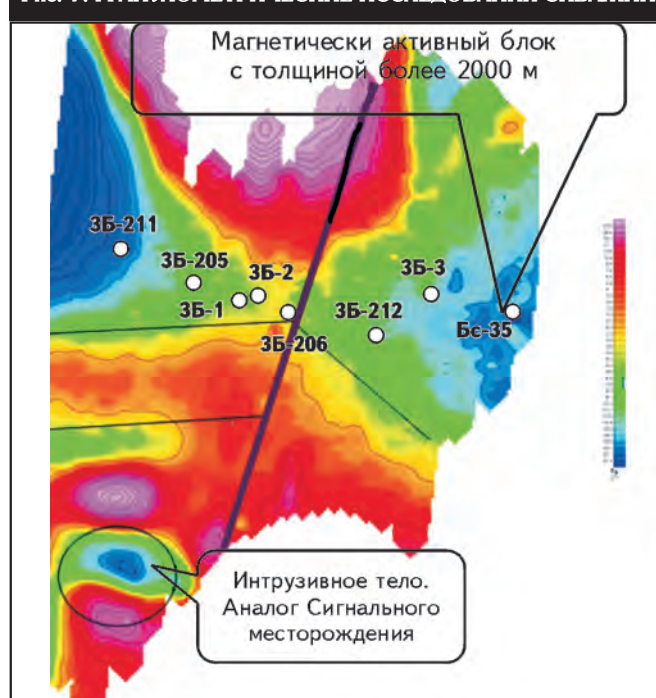 Магнетически активный блок
с толщиной более 2000 м
ЗБ-211
ЗБ-205
ЗБ-2
ЗБ-1
ЗБ-206
ЗБ-3
ЗБ-212
Бє-35
Интрузивное тело.
Аналог Сигнального
месторождения